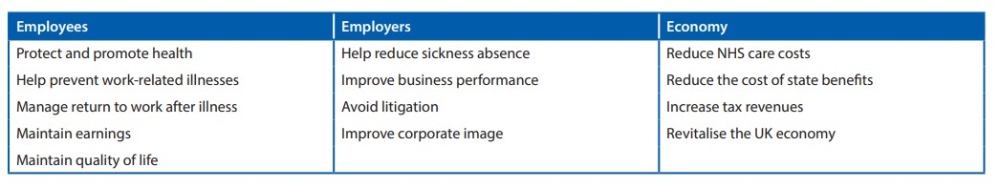 Employees Employers Economy
Protect and promote health Help reduce sickness absence Reduce NHS care costs
Help prevent work-related illnesses Improve business performance Reduce the cost of state benefits
Manage return to work after illness Avoid litigation Increase tax revenues
Maintain earnings Improve corporate image Revitalise the UK economy
Maintain quality of life